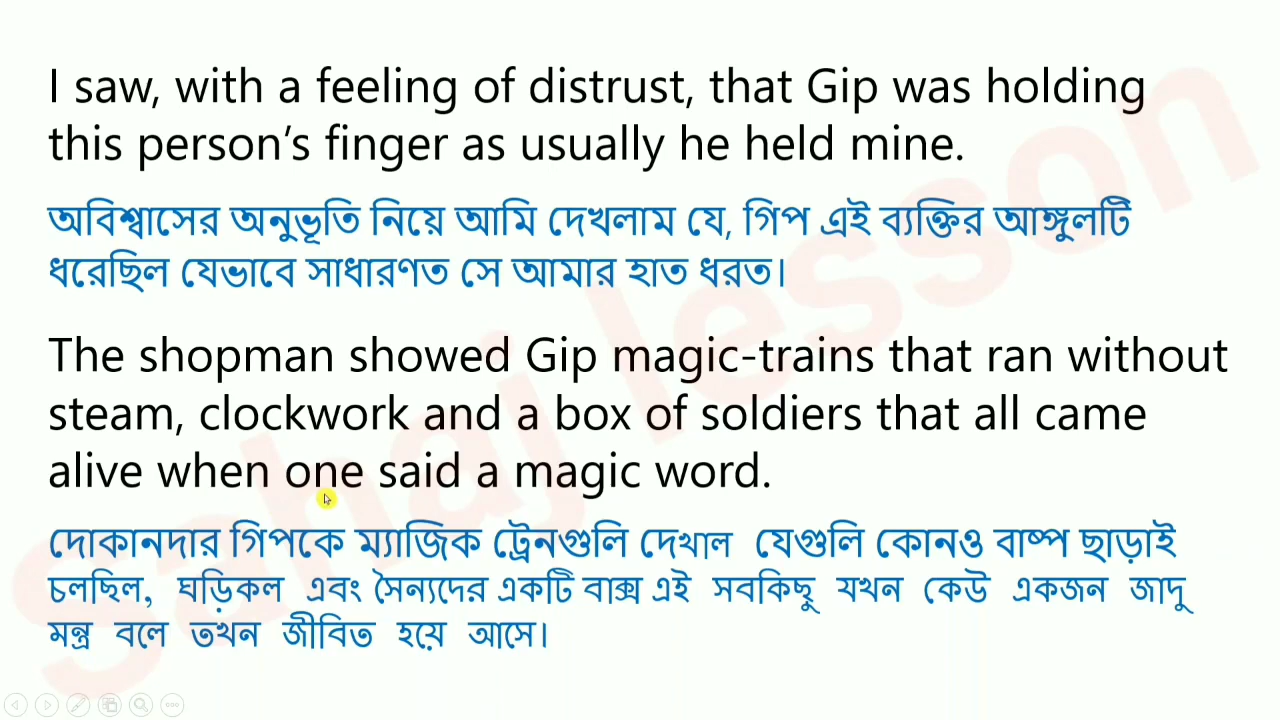 I saw, with a feeling of distrust, that Gip was holding
this person’s finger as usually he held mine.
অবিশ্বাসের অনুভূতি নিয়ে আমি দেখলাম যে, গিপ এই ব্যক্তির আঙ্গুলটি
ধরেছিল যেভাবে সাধারণত সে আমার হাত ধরত।
The shopman showed Gip magic-trains that ran without
steam, clockwork and a box of soldiers that all came
alive when one said a magic word.
দোকানদার গিপকে ম্যাজিক ট্রেনগুলি দেখাল যেগুলি কোনও বাষ্প ছাড়াই
চলছিল, ঘড়িকল এবং সৈন্যদের একটি বাক্স এই সবকিছু যখন কেউ একজন জাদু
মন্ত্র বলে তখন জীবিত হয়ে আসে।
sahaj lesson